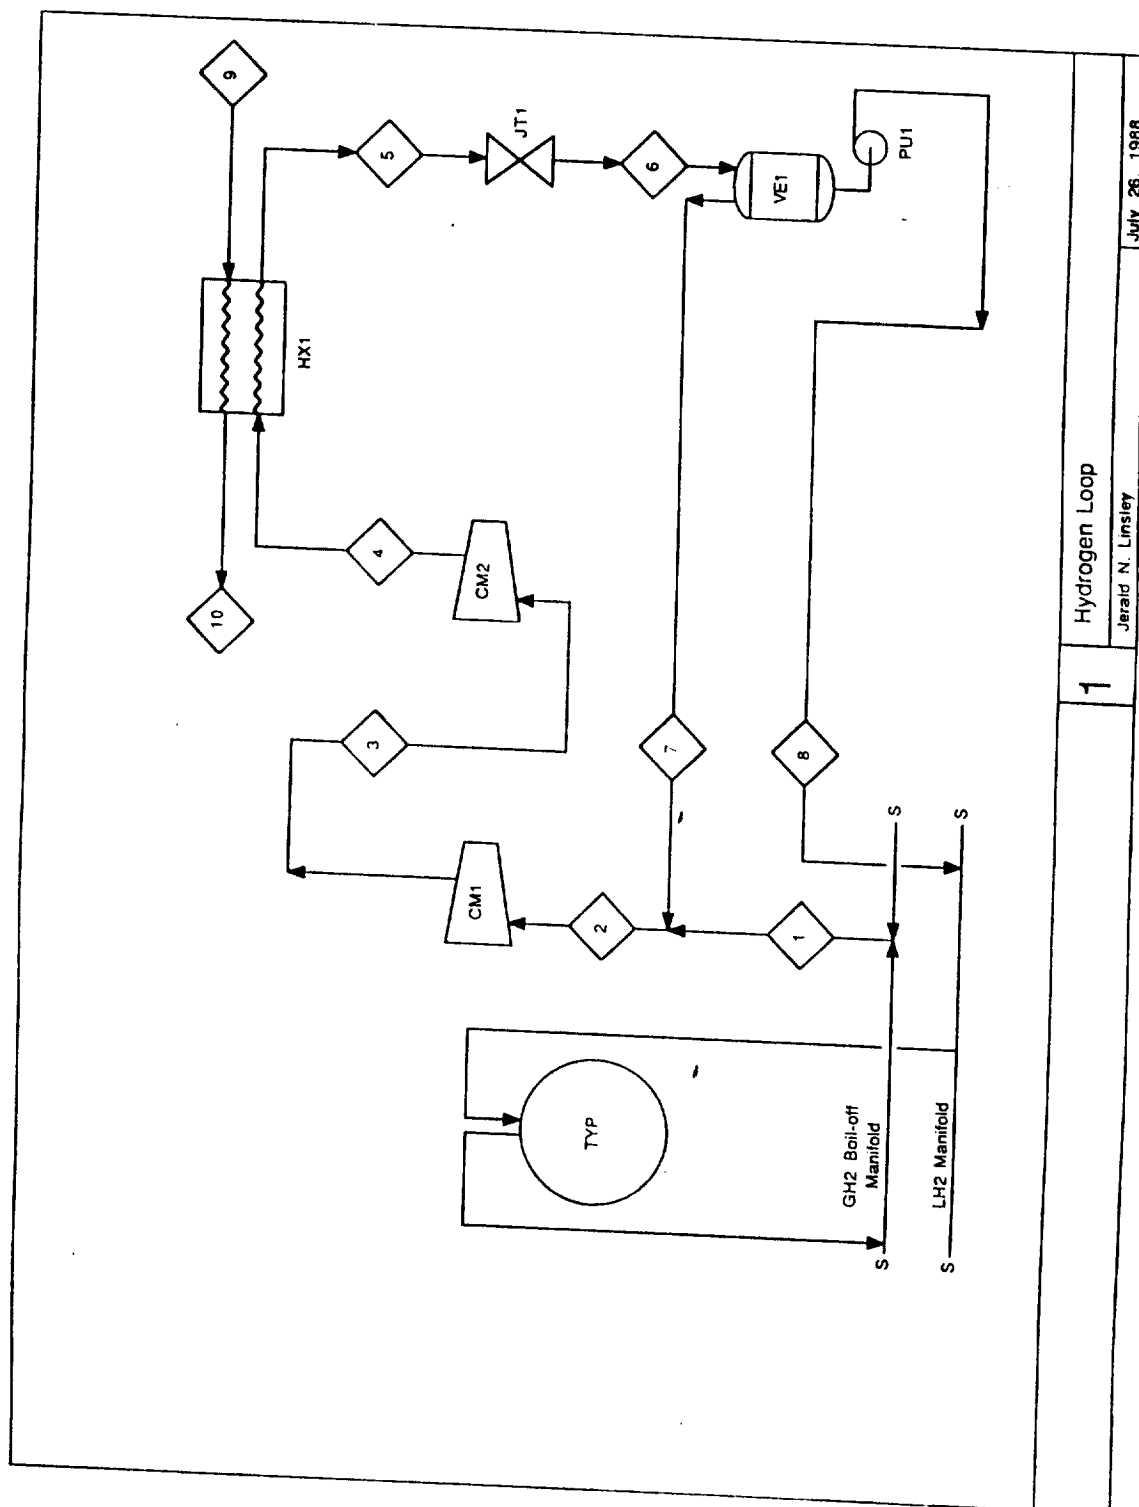 9
5
JT1
6
VE1
PU1
HX1
10
4
CM2
3
7
8
CM1
2
1
S
S
TYP
GH2 Boil-off
Manifold
LH2 Manifold
S
S
1
Hydrogen Loop
Jerald N. Linsley
July 26, 1988